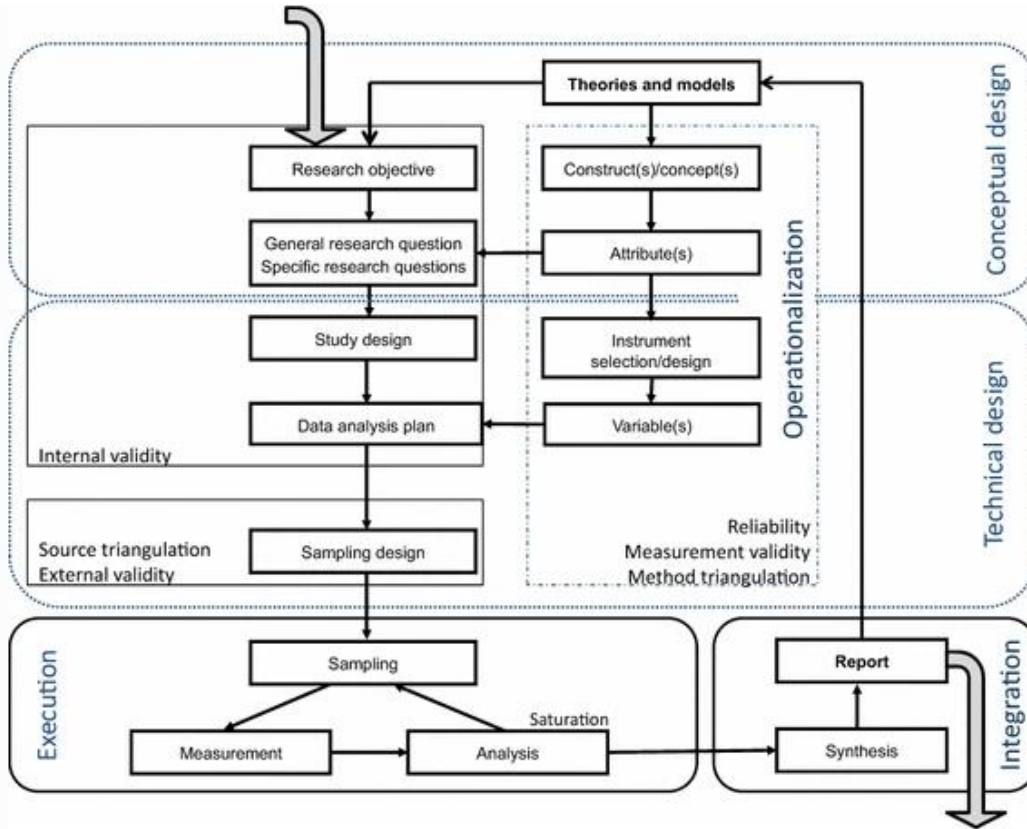 Theories and models
Conceptual design
Research objective
Construct(s)/concept(s)
General research question
Specific research questions
Attribute(s)
Operationalization
Study design
Instrument
selection/design
Technical design
Data analysis plan
Variable(s)
Internal validity
Source triangulation
External validity
Sampling design
Reliability
Measurement validity
Method triangulation
Execution
Sampling
Saturation
Measurement
Analysis
Report
Integration
Synthesis